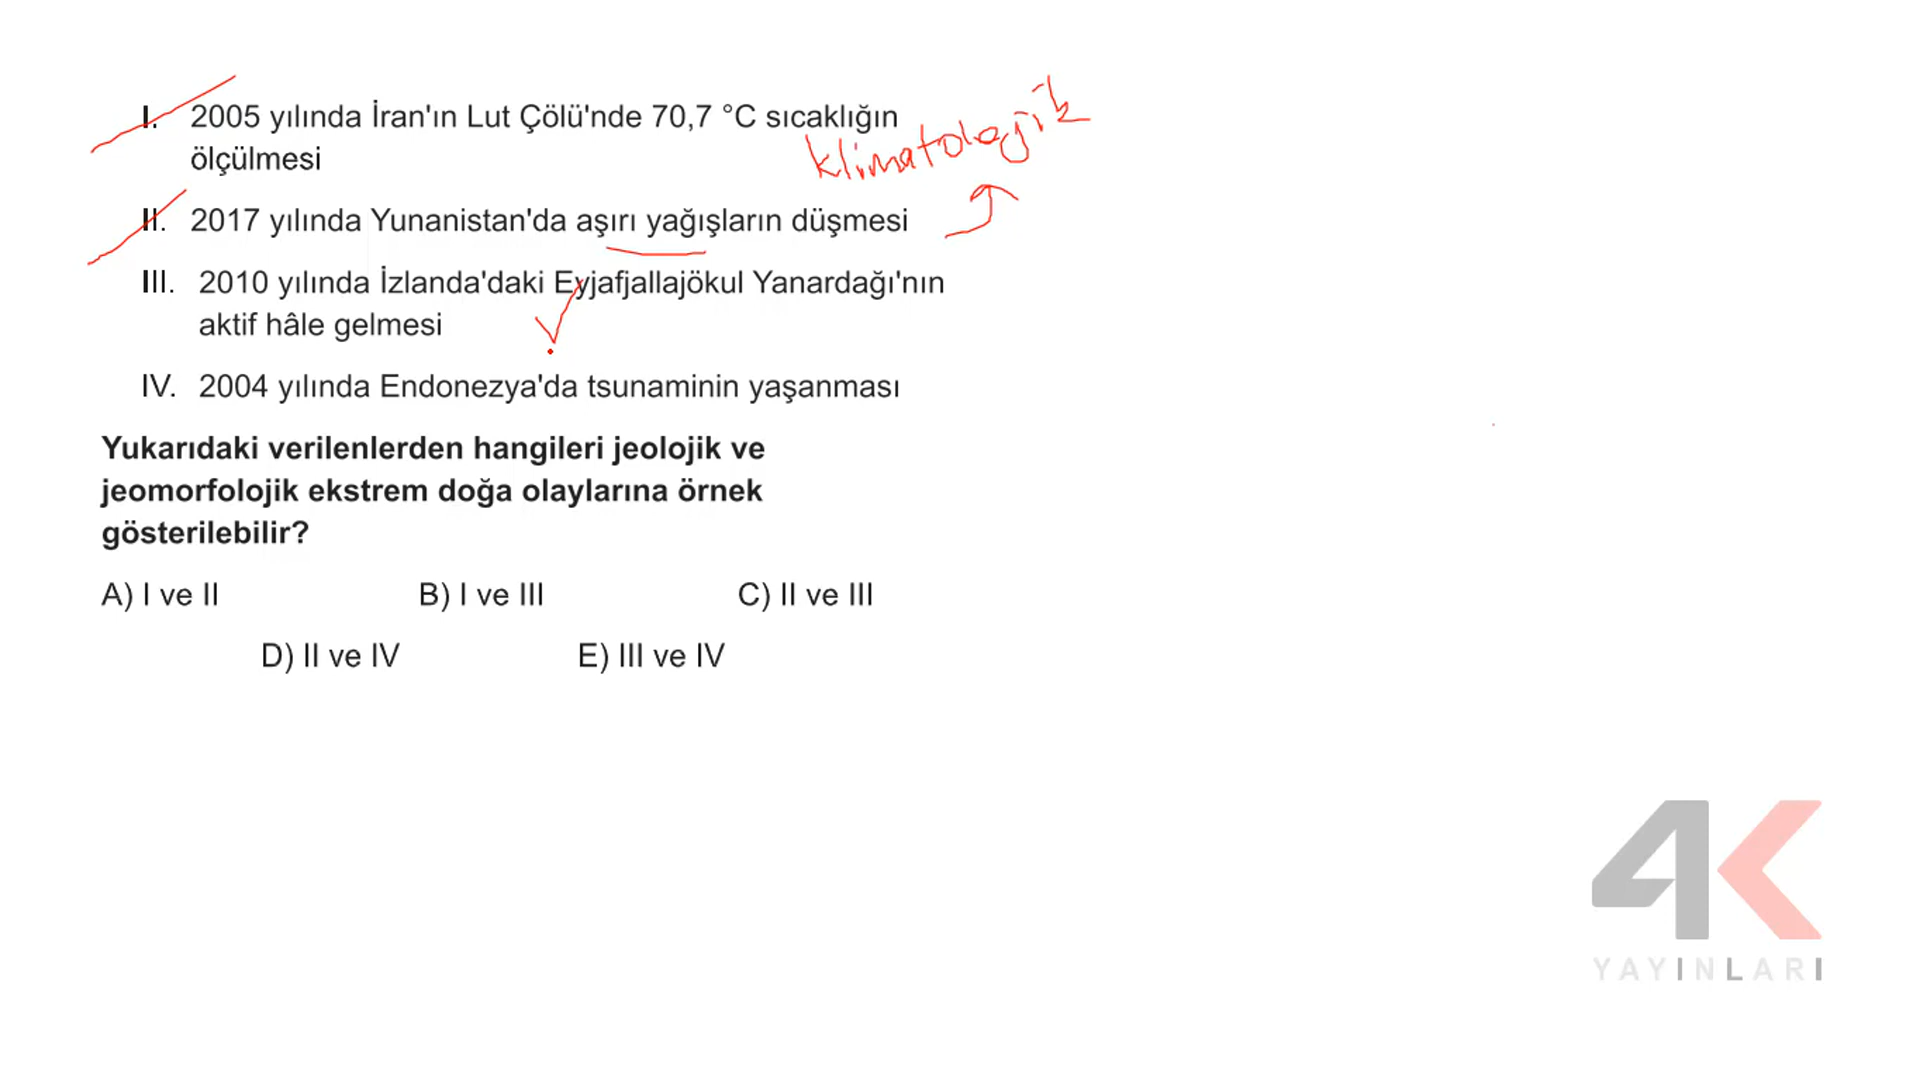 I. 2005 yılında İran'ın Lut Çölü'nde 70,7 °C sıcaklığın
ölçülmesi
klimatolojik
II. 2017 yılında Yunanistan'da aşırı yağışların düşmesi
III. 2010 yılında İzlanda'daki Eyjafjallajökul Yanardağı'nın
aktif hâle gelmesi
IV. 2004 yılında Endonezya'da tsunaminin yaşanması
Yukarıdaki verilenlerden hangileri jeolojik ve
jeomorfolojik ekstrem doğa olaylarına örnek
gösterilebilir?
A) I ve II B) I ve III C) II ve III
D) II ve IV E) III ve IV
4K
YAYINLARI